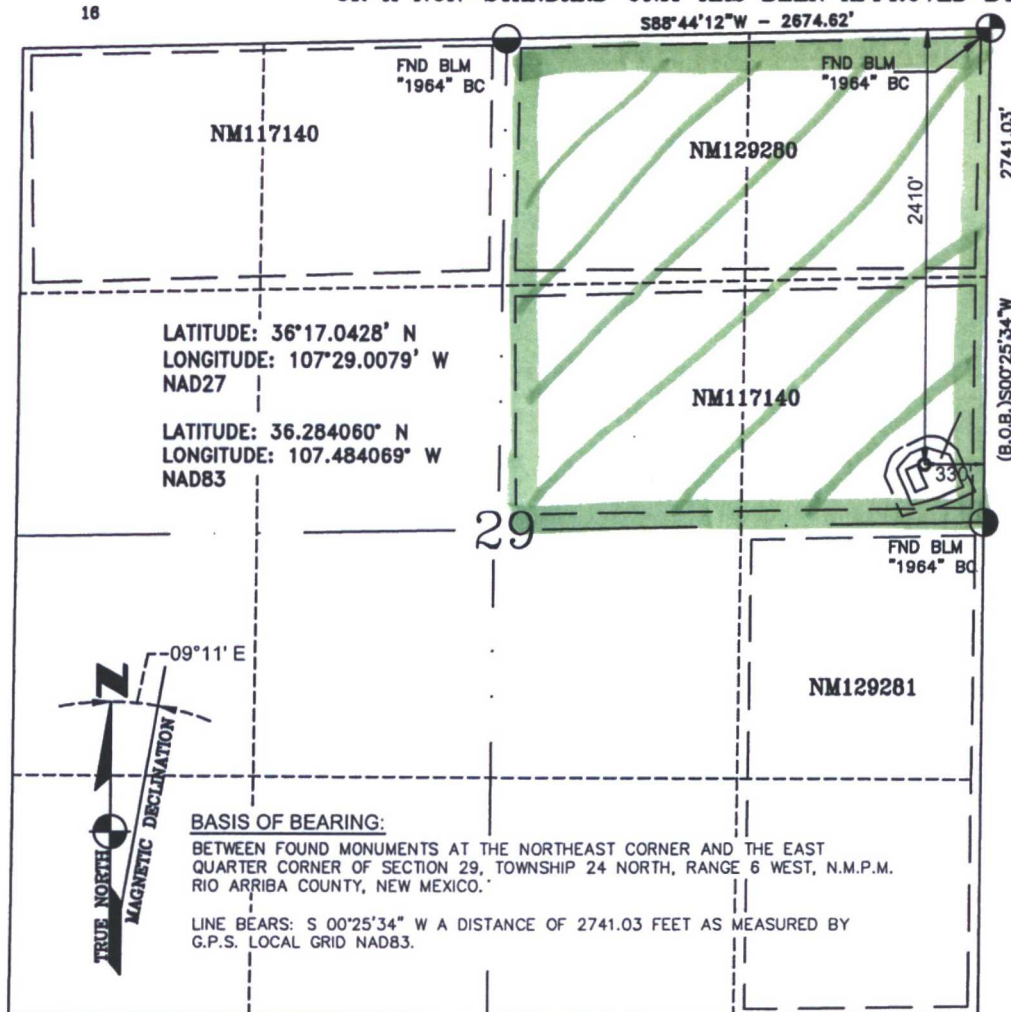 16
S88°44'12"W - 2674.62'
FND BLM
"1964" BC
FND BLM
"1964" BC
NM117140
NM129280
2741.03'
2410'
(B.O.B.)S00°25'34"W
LATITUDE: 36°17.0428' N
LONGITUDE: 107°29.0079' W
NAD27
NM117140
LATITUDE: 36.284060° N
LONGITUDE: 107.484069° W
NAD83
330'
29
FND BLM
"1964" BC
09°11' E
NM129281
TRUE NORTH
MAGNETIC DECLINATION
BASIS OF BEARING:
BETWEEN FOUND MONUMENTS AT THE NORTHEAST CORNER AND THE EAST
QUARTER CORNER OF SECTION 29, TOWNSHIP 24 NORTH, RANGE 6 WEST, N.M.P.M.
RIO ARRIBA COUNTY, NEW MEXICO.
LINE BEARS: S 00°25'34" W A DISTANCE OF 2741.03 FEET AS MEASURED BY
G.P.S. LOCAL GRID NAD83.